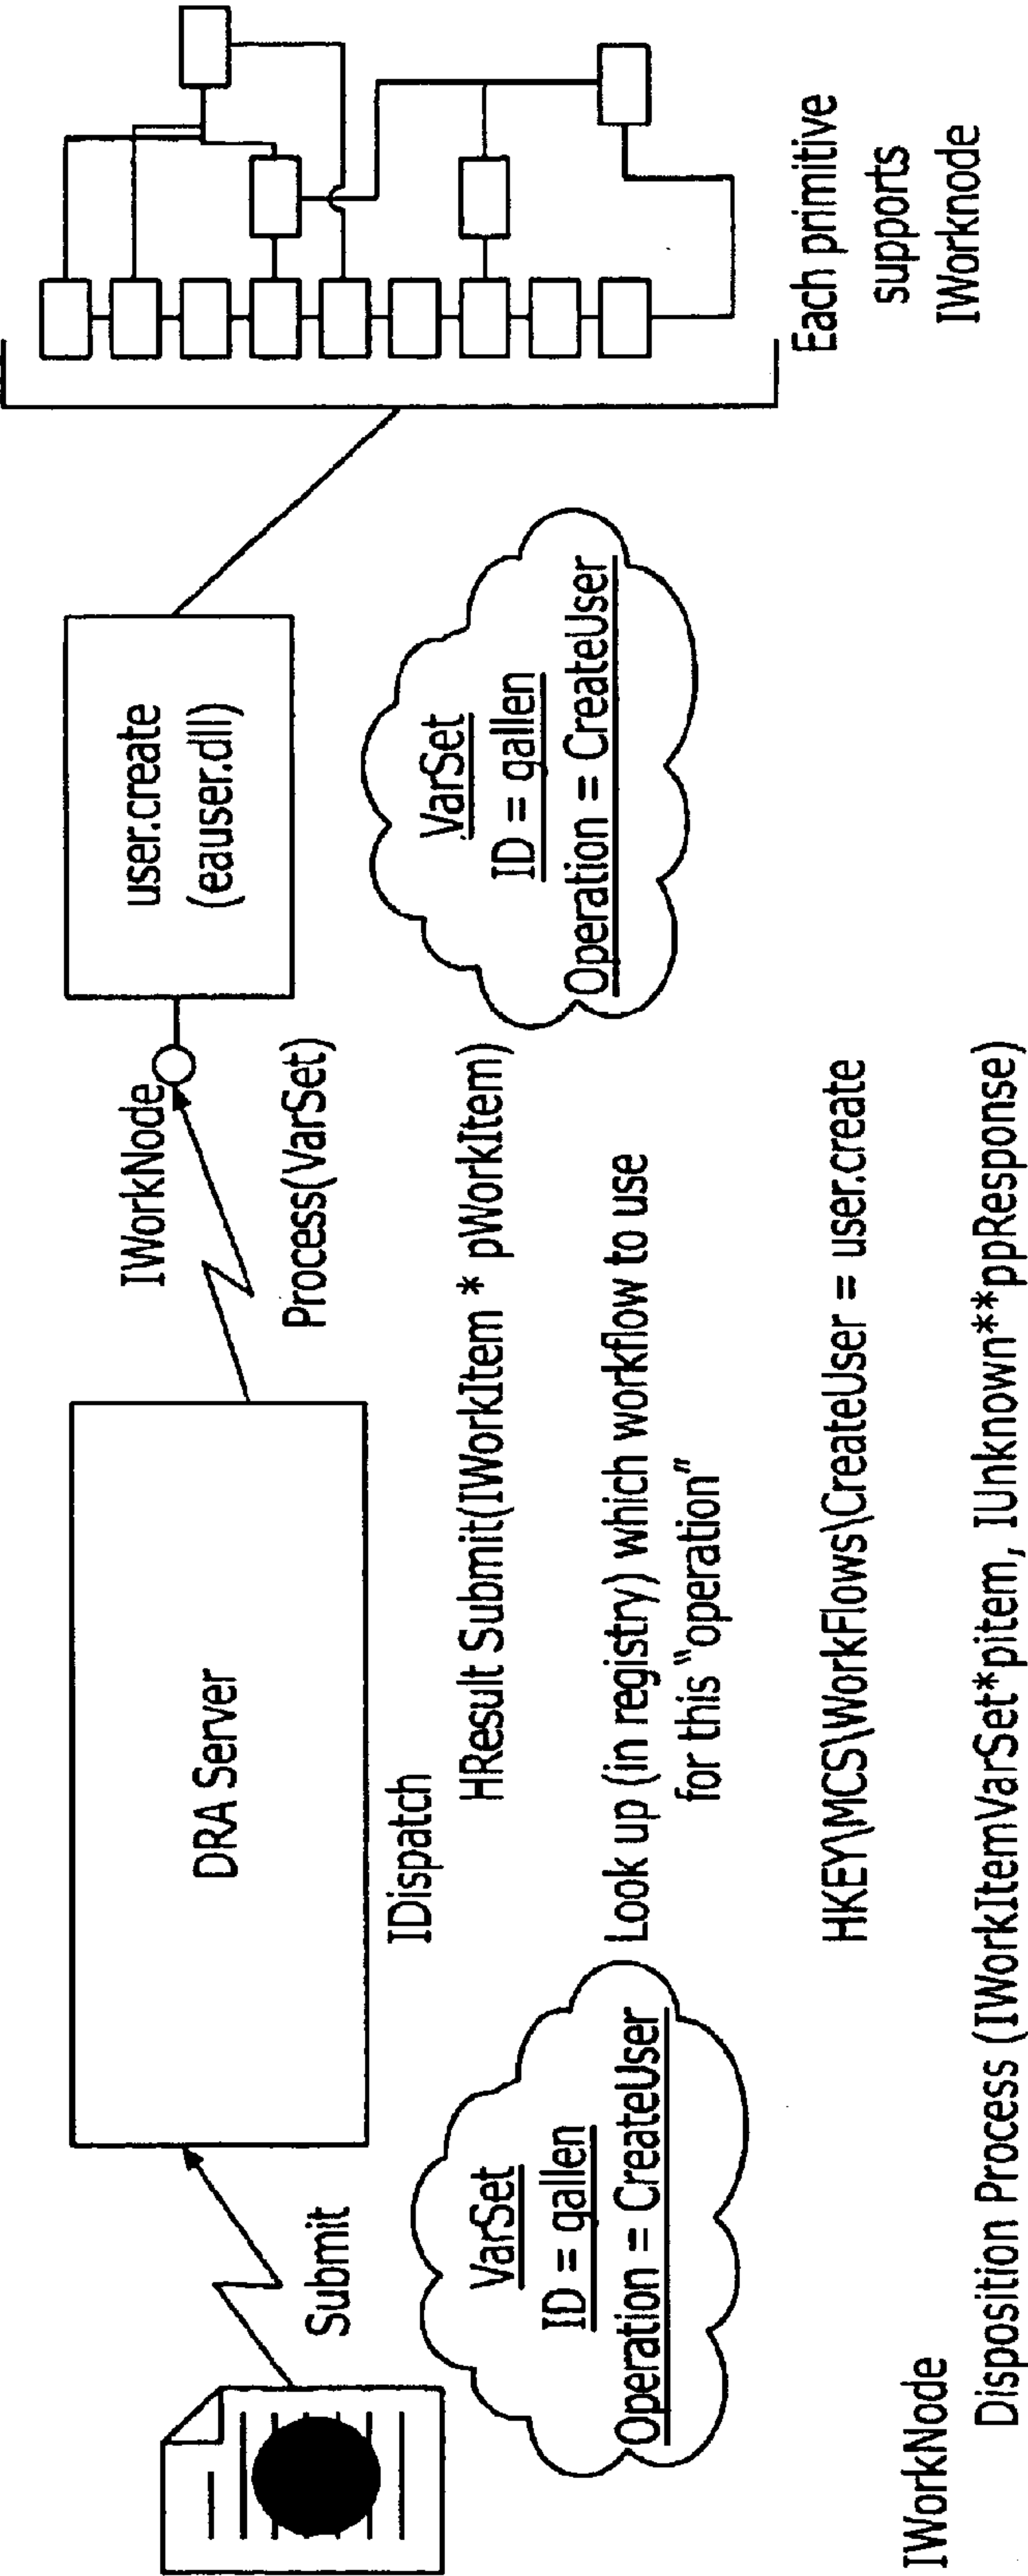 Submit
VarSet
ID = gallen
Operation = CreateUser
DRA Server
IDispatch
HResult Submit(IWorkItem * pWorkItem)
Look up (in registry) which workflow to use
for this “operation”
HKEY\MCS\WorkFlows\CreateUser = user.create
IWorkNode
Process(VarSet)
user.create
(eauser.dll)
VarSet
ID = gallen
Operation = CreateUser
Each primitive
supports
IWorknode
IWorkNode
Disposition Process (IWorkItemVarSet*pitem, IUnknown**ppResponse)